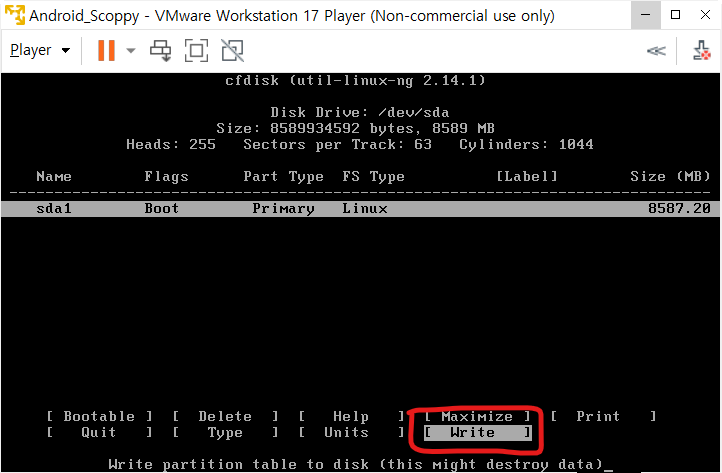 Android_Scoppy - VMware Workstation 17 Player (Non-commercial use only)
Player
cfdisk (util-linux-ng 2.14.1)
Disk Drive: /dev/sda
Size: 8589934592 bytes, 8589 MB
Heads: 255 Sectors per Track: 63 Cylinders: 1044
Name Flags Part Type FS Type [Label] Size (MB)
sda1 Boot Primary Linux 8587.20
[ Bootable ] [ Delete ] [ Help ] [ Maximize ] [ Print ]
[ Quit ] [ Type ] [ Units ] [ Write ]
Write partition table to disk (this might destroy data)_